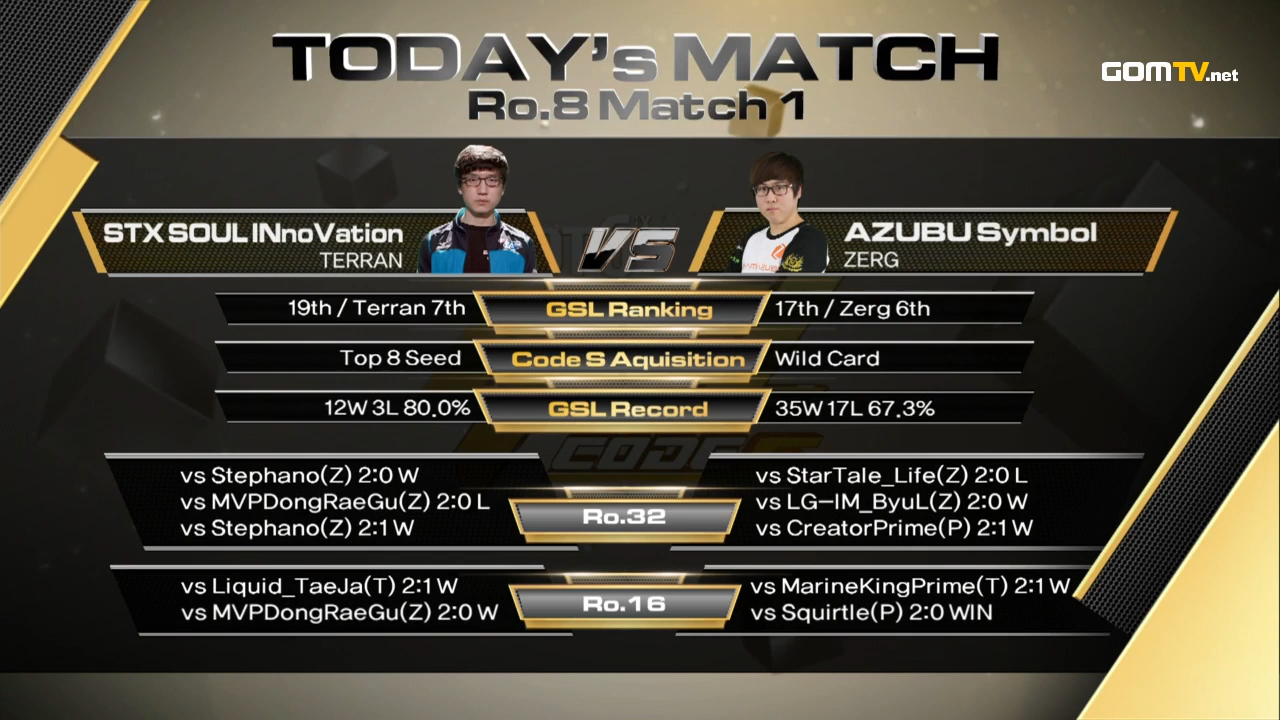 TODAY's MATCH
Ro.8 Match 1
GOMTV.net
STX SOUL INnoVation
TERRAN
VS
AZUBU Symbol
ZERG
19th / Terran 7th GSL Ranking 17th / Zerg 6th
Top 8 Seed Code S Aquisition Wild Card
12W 3L 80.0% GSL Record 35W 17L 67.3%
CODE S
vs Stephano(Z) 2:0 W
vs MVPDongRaeGu(Z) 2:0 L
vs Stephano(Z) 2:1 W
Ro.32
vs StarTale_Life(Z) 2:0 L
vs LG-IM_ByuL(Z) 2:0 W
vs CreatorPrime(P) 2:1 W
vs Liquid_TaeJa(T) 2:1 W
vs MVPDongRaeGu(Z) 2:0 W
Ro.16
vs MarineKingPrime(T) 2:1 W
vs Squirtle(P) 2:0 WIN